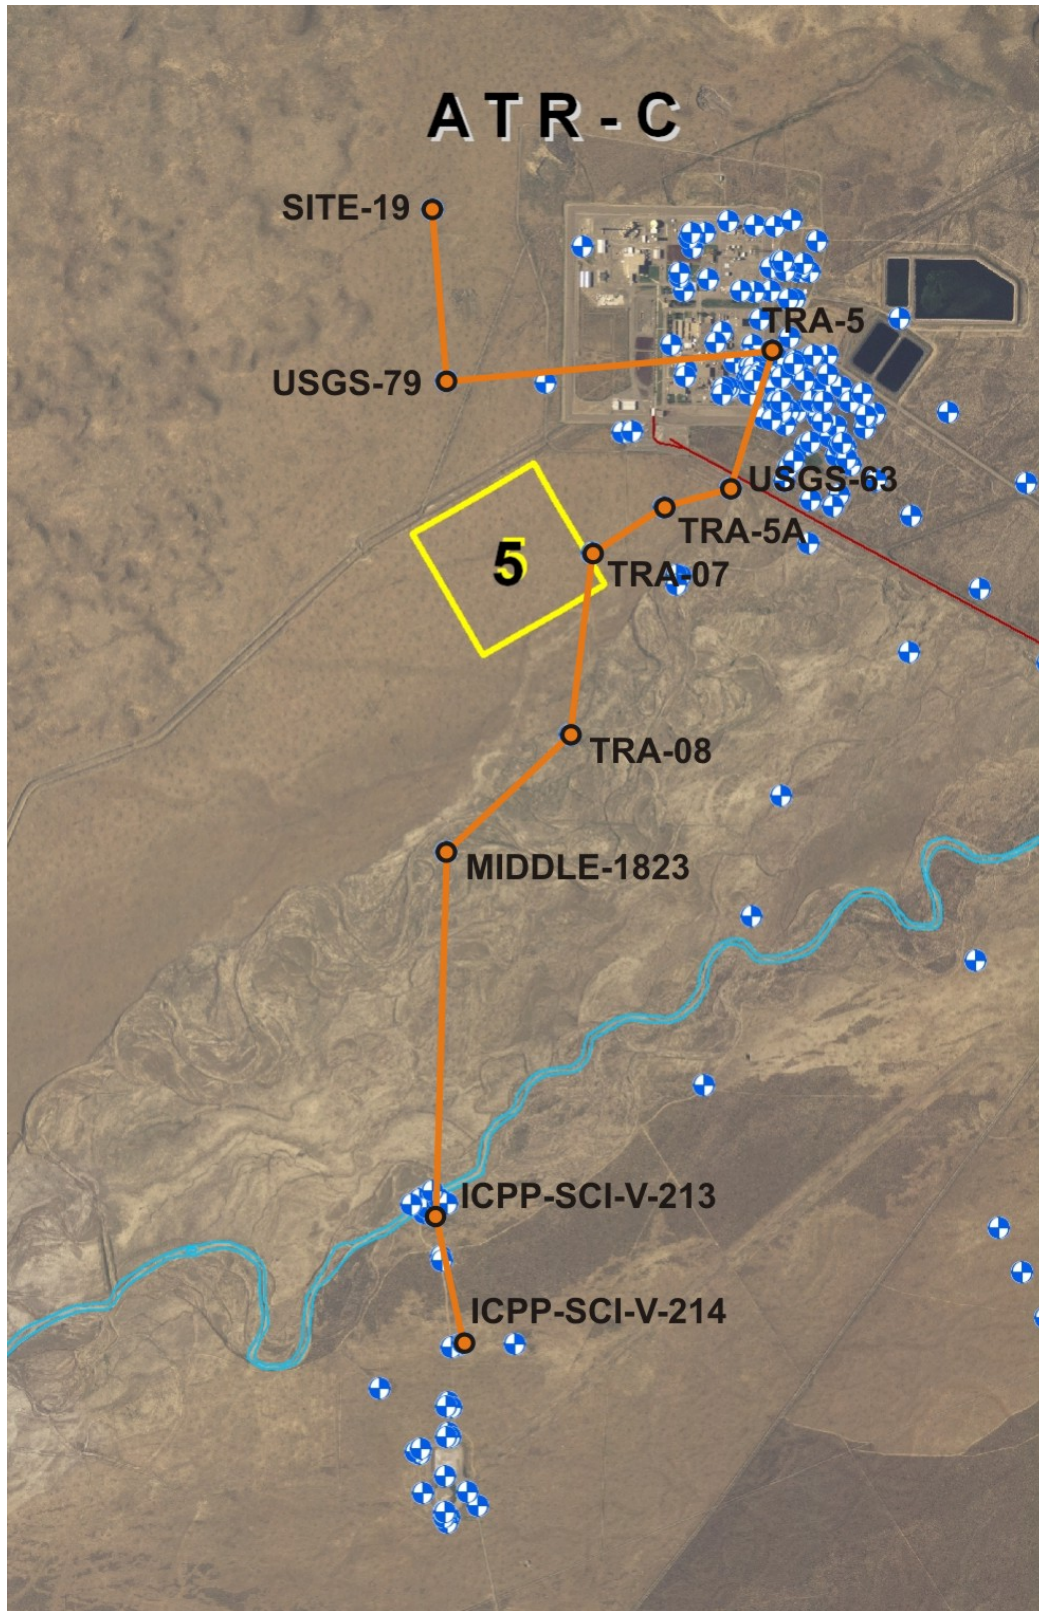 ATR-C
SITE-19
TRA-5
USGS-79
USGS-63
TRA-5A
5
TRA-07
TRA-08
MIDDLE-1823
ICPP-SCI-V-213
ICPP-SCI-V-214